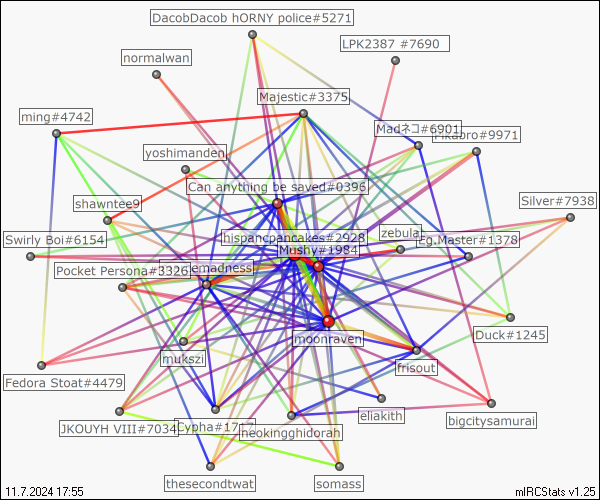 DacobDacob hORNY police#5271
LPK2387 #7690
normalwan
Majestic#3375
ming#4742
Madネコ#6901
Pikabro#9971
yoshimanden
Can anything be saved#0396
shawntee9
Silver#7938
Swirly Boi#6154
hispancpancakes#2928
zebula
Eg.Master#1378
Mushy#1984
Pocket Persona#3326
emadness
moonraven
Duck#1245
mukszi
frisout
Fedora Stoat#4479
eliakith
bigcitysamurai
JKOUYH VIII#7034
neokingghidorah
thesecondtwat
somass
11.7.2024 17:55
mIRCStats v1.25